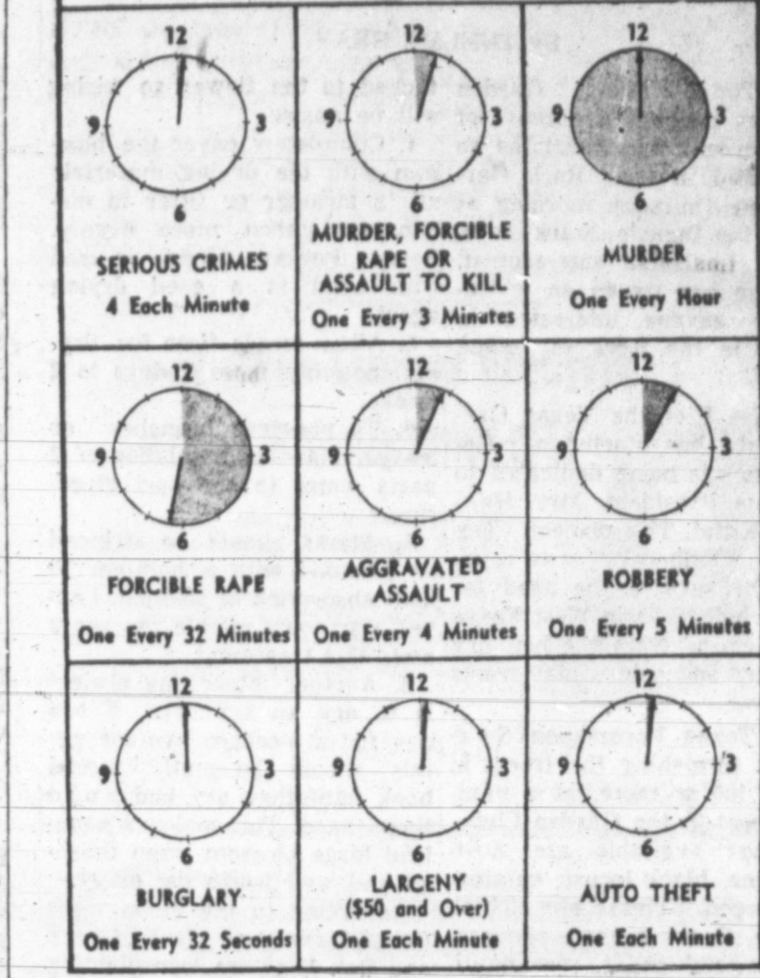 12
9
3
6
SERIOUS CRIMES
4 Each Minute
12
9
3
6
MURDER, FORCIBLE
RAPE OR
ASSAULT TO KILL
One Every 3 Minutes
12
9
3
6
MURDER
One Every Hour
12
9
3
6
FORCIBLE RAPE
One Every 32 Minutes
12
9
3
6
AGGRAVATED
ASSAULT
One Every 4 Minutes
12
9
3
6
ROBBERY
One Every 5 Minutes
12
9
3
6
BURGLARY
One Every 32 Seconds
12
9
3
6
LARCENY
($50 and Over)
One Each Minute
12
9
3
6
AUTO THEFT
One Each Minute